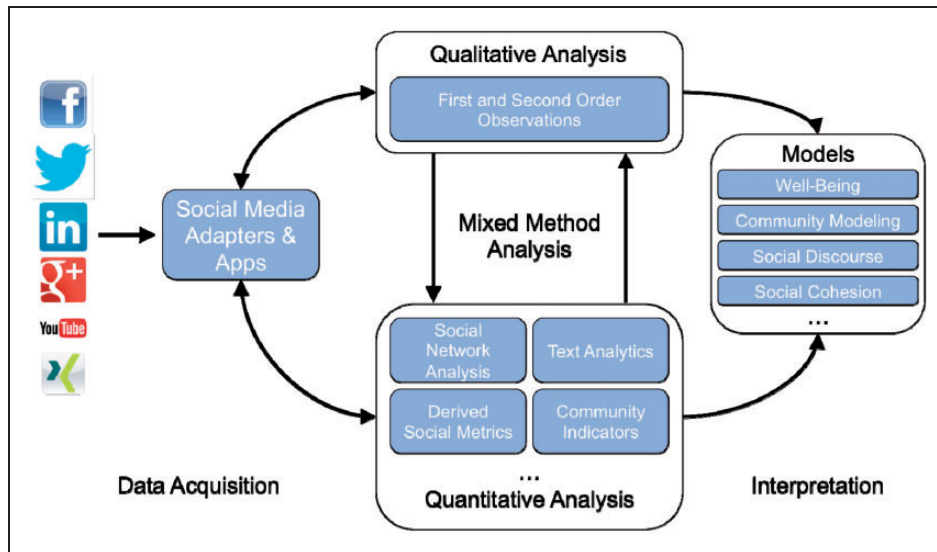 Qualitative Analysis
First and Second Order
Observations
f
in
g+
You Tube
Social Media
Adapters &
Apps
Mixed Method
Analysis
Models
Well-Being
Community Modeling
Social Discourse
Social Cohesion
...
Social
Network
Analysis
Text Analytics
Derived
Social Metrics
Community
Indicators
...
Quantitative Analysis
Data Acquisition
Interpretation